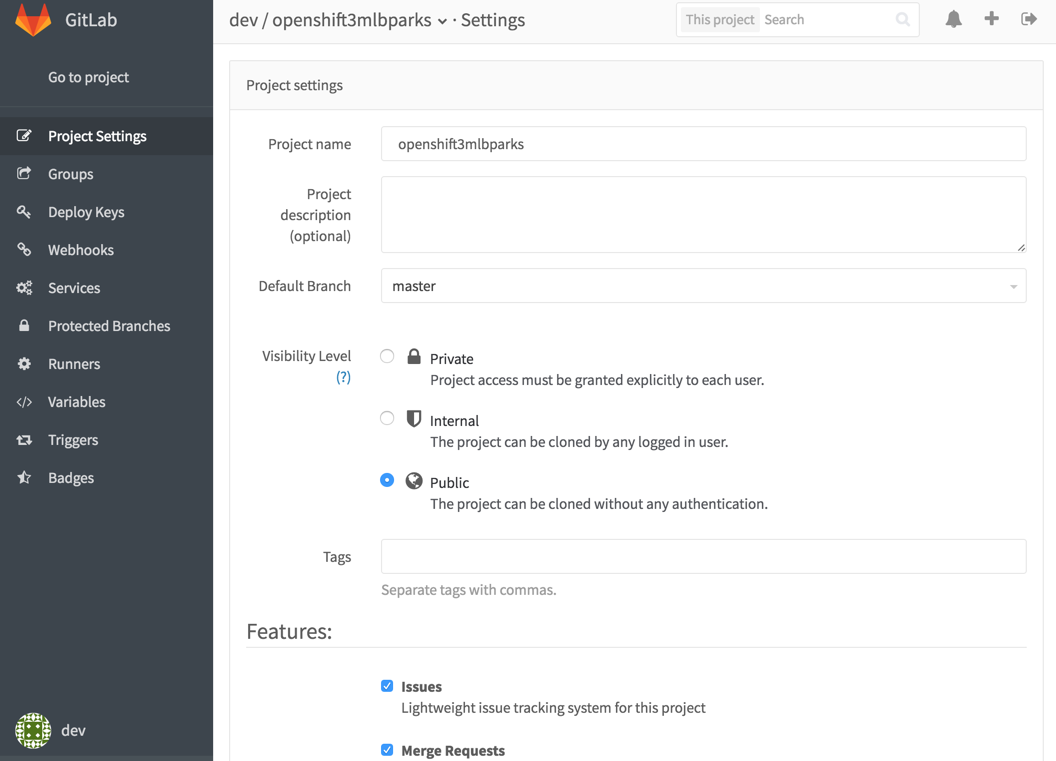 GitLab
Go to project
Project Settings
Groups
Deploy Keys
Webhooks
Services
Protected Branches
Runners
Variables
Triggers
Badges
dev
dev / openshift3mlbparks · Settings
This project Search
Project settings
Project name
openshift3mlbparks
Project
description
(optional)
Default Branch
master
Visibility Level
(?)
Private
Project access must be granted explicitly to each user.
Internal
The project can be cloned by any logged in user.
Public
The project can be cloned without any authentication.
Tags
Separate tags with commas.
Features:
Issues
Lightweight issue tracking system for this project
Merge Requests